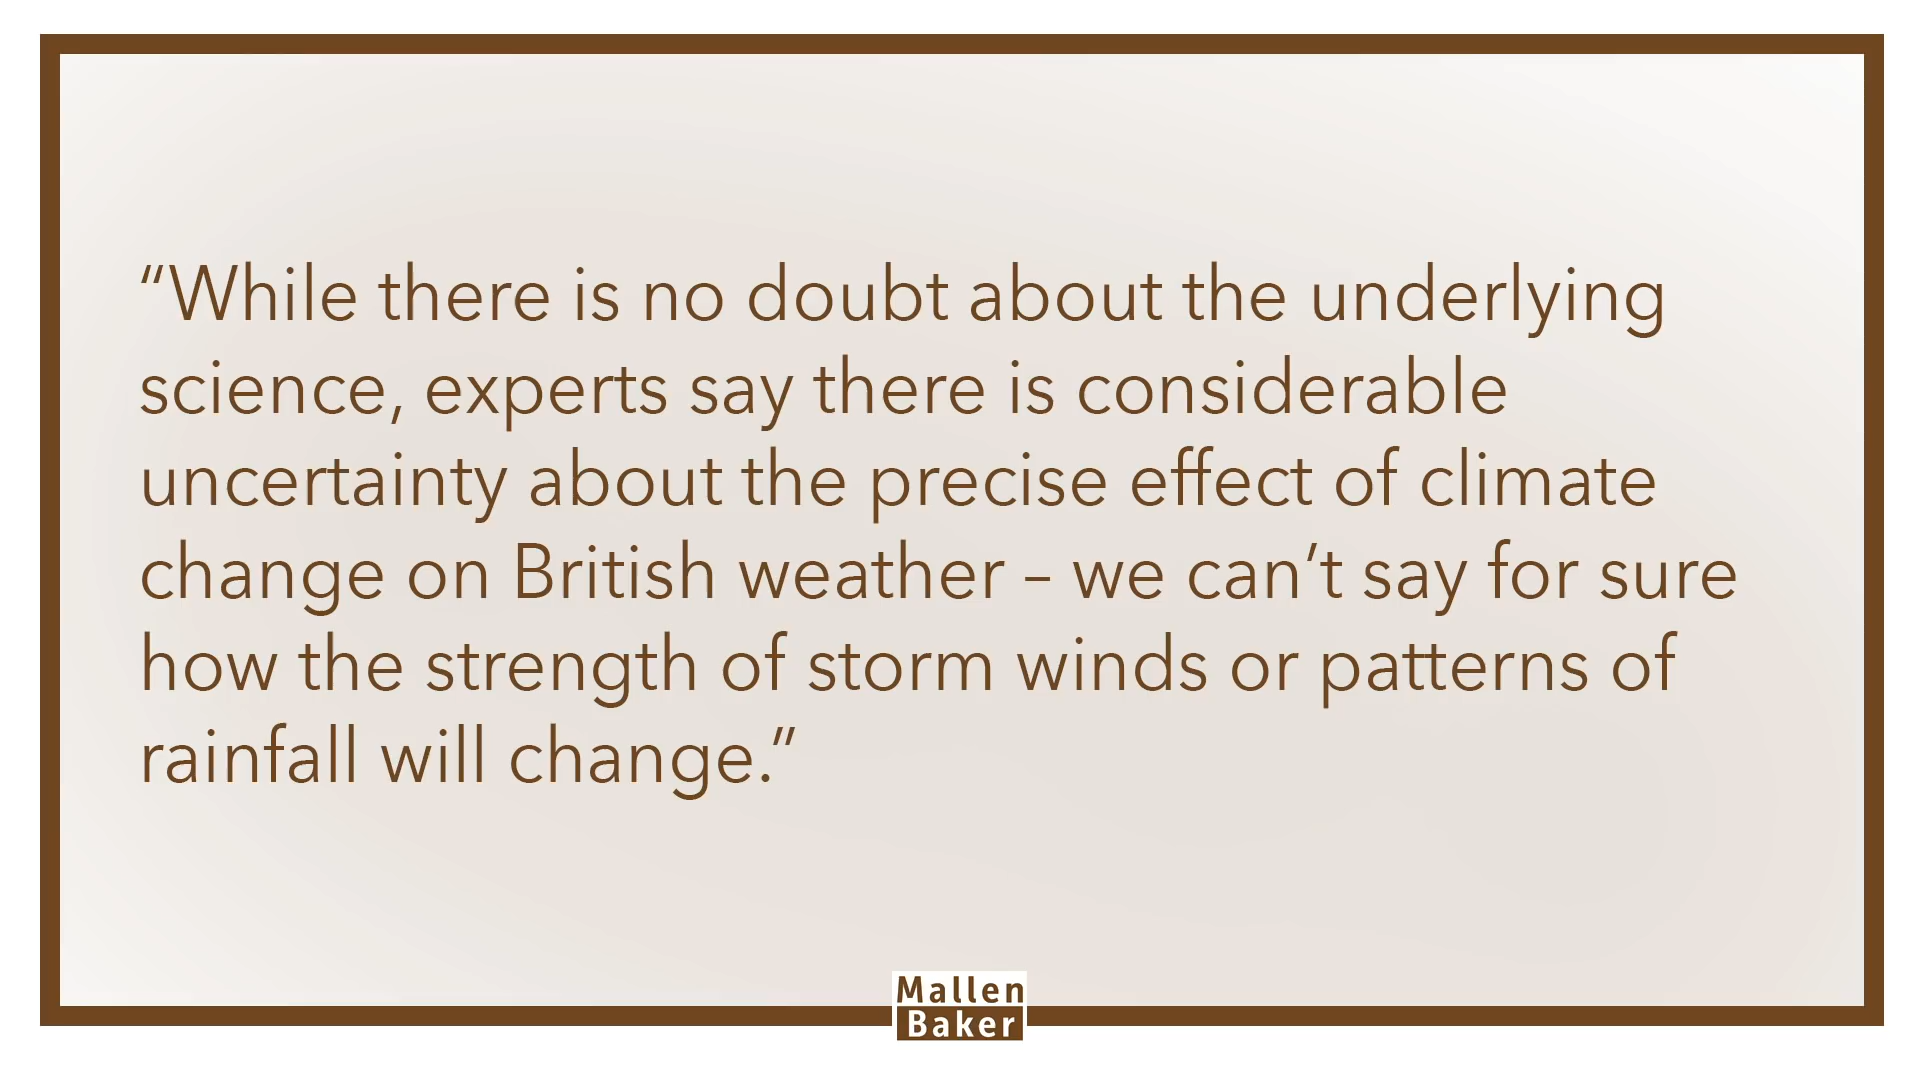 “While there is no doubt about the underlying
science, experts say there is considerable
uncertainty about the precise effect of climate
change on British weather – we can’t say for sure
how the strength of storm winds or patterns of
rainfall will change.”
Mallen
Baker